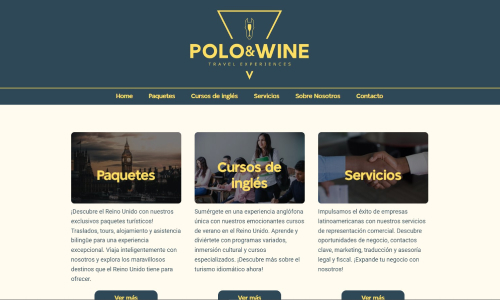 POLO&WINE
TRAVEL EXPERIENCES
Home Paquetes Cursos de inglés Servicios Sobre Nosotros Contacto
Paquetes
¡Descubre el Reino Unido con nuestros
exclusivos paquetes turísticos!
Traslados, tours, alojamiento y asistencia
bilingüe para una experiencia
excepcional. Viaja inteligentemente con
nosotros y explora los maravillosos
destinos que el Reino Unido tiene para
ofrecer.
Ver más
Cursos de
inglés
Sumérgete en una experiencia anglófona
única con nuestros emocionantes cursos
de verano en el Reino Unido. Aprende y
diviértete con programas variados,
inmersión cultural y cursos
especializados. ¡Descubre más sobre el
turismo idiomático ahora!
Ver más
Servicios
Impulsamos el éxito de empresas
latinoamericanas con nuestros servicios
de representación comercial. Descubre
oportunidades de negocio, contactos
clave, marketing, traducción y asesoría
legal y fiscal. ¡Expande tu negocio con
nosotros!
Ver más